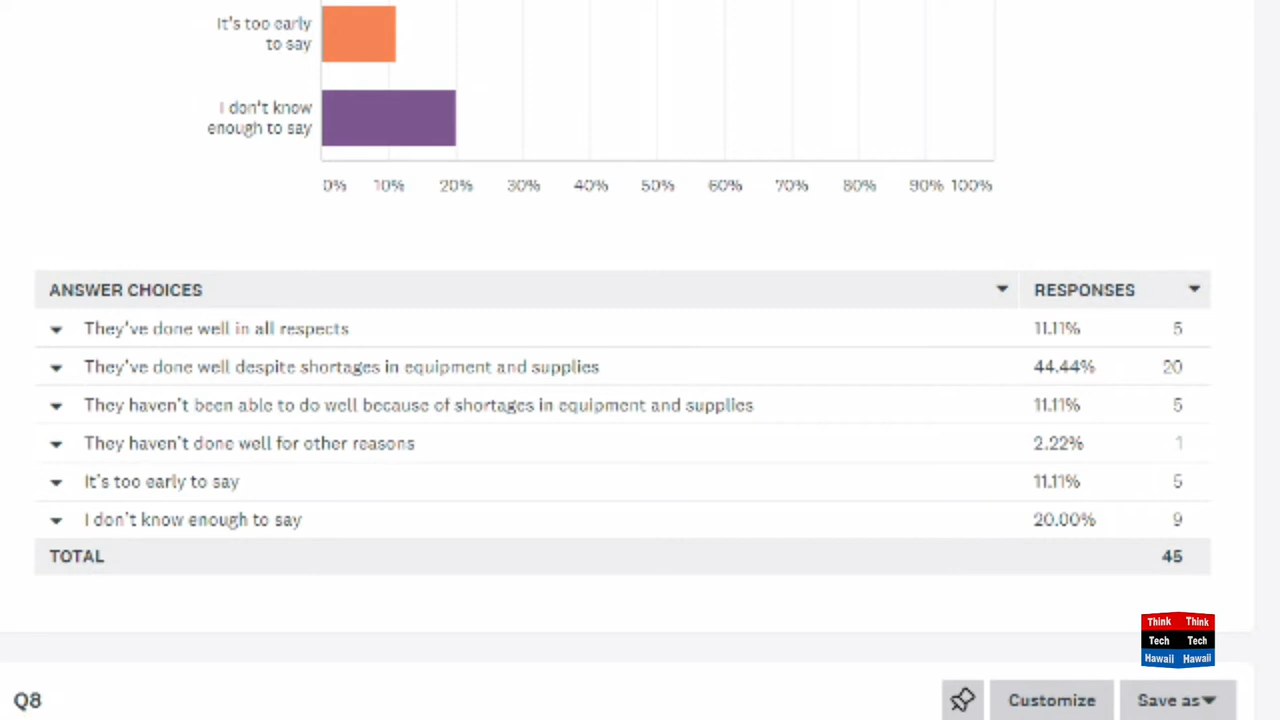 It's too early
to say
I don't know
enough to say
0% 10% 20% 30% 40% 50% 60% 70% 80% 90% 100%
ANSWER CHOICES RESPONSES
They've done well in all respects 11.11% 5
They've done well despite shortages in equipment and supplies 44.44% 20
They haven't been able to do well because of shortages in equipment and supplies 11.11% 5
They haven't done well for other reasons 2.22% 1
It's too early to say 11.11% 5
I don't know enough to say 20.00% 9
TOTAL 45
Think Think
Tech Tech
Hawaii Hawaii
Q8 Customize Save as